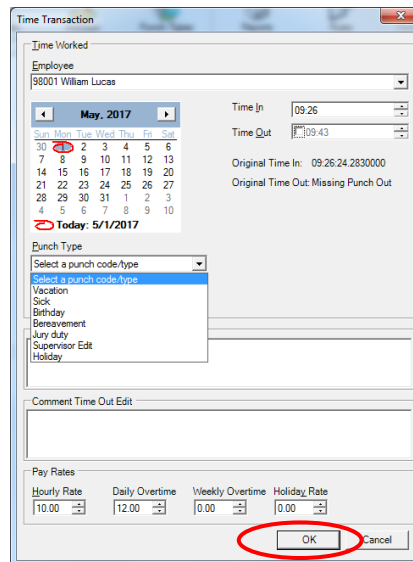 Time Transaction
Time Worked
Employee
98001 William Lucas
May, 2017
Sun Mon Tue Wed Thu Fri Sat
30 1 2 3 4 5 6
7 8 9 10 11 12 13
14 15 16 17 18 19 20
21 22 23 24 25 26 27
28 29 30 31 1 2 3
4 5 6 7 8 9 10
Today: 5/1/2017
Time In 09:26
Time Out 09:43
Original Time In: 09:26:24.2830000
Original Time Out: Missing Punch Out
Punch Type
Select a punch code/type
Select a punch code/type
Vacation
Sick
Birthday
Bereavement
Jury duty
Supervisor Edit
Holiday
Comment Time Out Edit
Pay Rates
Hourly Rate Daily Overtime Weekly Overtime Holiday Rate
10.00 12.00 0.00 0.00
OK Cancel